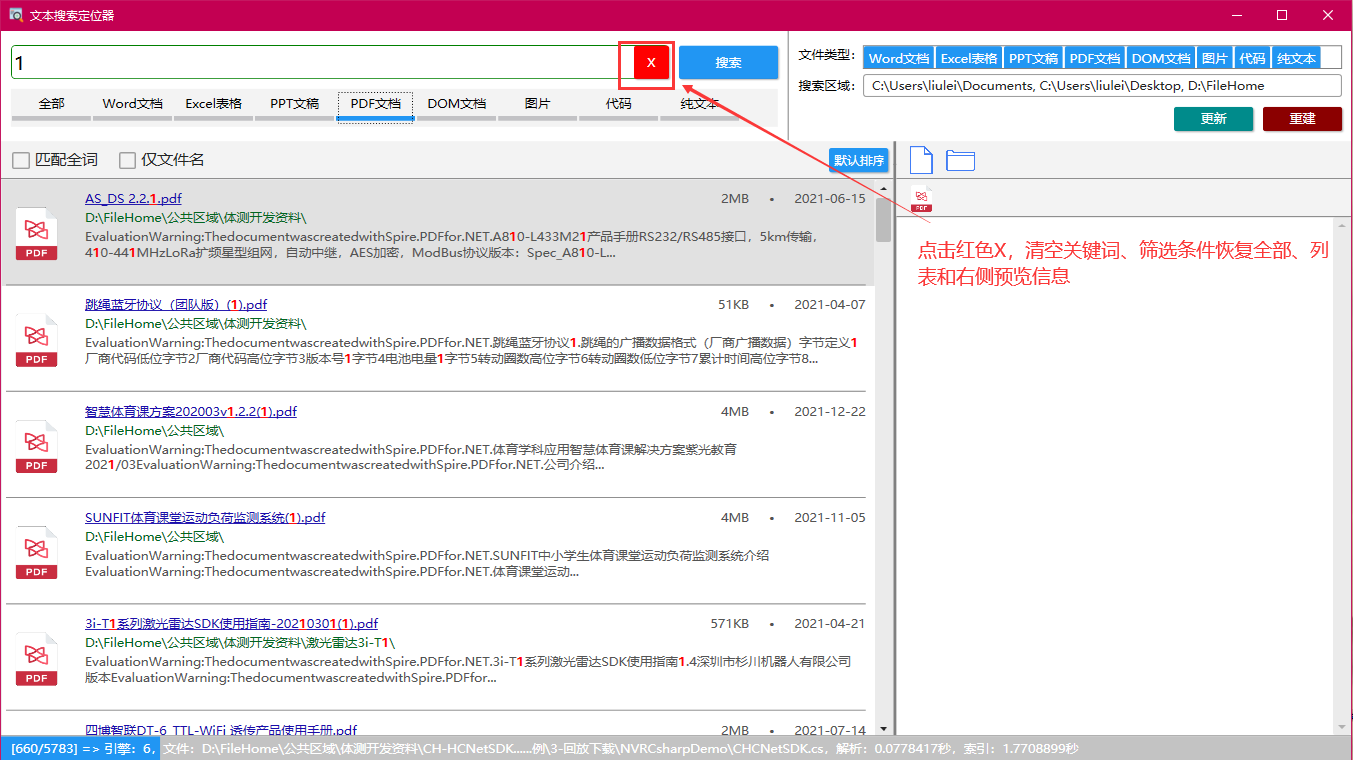 文本搜索定位器
1
X
搜索
全部 Word文档 Excel表格 PPT文稿 PDF文档 DOM文档 图片 代码 纯文本
文件类型: Word文档 Excel表格 PPT文稿 PDF文档 DOM文档 图片 代码 纯文本
搜索区域: C:\Users\liulei\Documents, C:\Users\liulei\Desktop, D:\FileHome
更新 重建
匹配全词 仅文件名 默认排序
AS_DS 2.2.1.pdf 2MB • 2021-06-15
D:\FileHome\公共区域\体测开发资料\
EvaluationWarning:ThedocumentwascreatedwithSpire.PDFfor.NET.A810-L433M21产品手册RS232/RS485接口，5km传输，
410-441MHzLoRa扩频星型组网，自动中继，AES加密，ModBus协议版本：Spec_A810-L...
PDF
跳绳蓝牙协议（团队版）(1).pdf 51KB • 2021-04-07
D:\FileHome\公共区域\体测开发资料\
EvaluationWarning:ThedocumentwascreatedwithSpire.PDFfor.NET.跳绳蓝牙协议1.跳绳的广播数据格式（厂商广播数据）字节定义1
厂商代码低位字节2厂商代码高位字节3版本号1字节4电池电量1字节5转动圈数高位字节6转动圈数低位字节7累计时间高位字节8...
PDF
智慧体育课方案202003v1.2.2(1).pdf 4MB • 2021-12-22
D:\FileHome\公共区域\
EvaluationWarning:ThedocumentwascreatedwithSpire.PDFfor.NET.体育学科应用智慧体育课解决方案紫光教育
2021/03EvaluationWarning:ThedocumentwascreatedwithSpire.PDFfor.NET.公司介绍...
PDF
SUNFIT体育课堂运动负荷监测系统(1).pdf 4MB • 2021-11-05
D:\FileHome\公共区域\
EvaluationWarning:ThedocumentwascreatedwithSpire.PDFfor.NET.SUNFIT中小学生体育课堂运动负荷监测系统介绍
EvaluationWarning:ThedocumentwascreatedwithSpire.PDFfor.NET.体育课堂运动...
PDF
3i-T1系列激光雷达SDK使用指南-20210301(1).pdf 571KB • 2021-04-21
D:\FileHome\公共区域\体测开发资料\激光雷达3i-T1\
EvaluationWarning:ThedocumentwascreatedwithSpire.PDFfor.NET.3i-T1系列激光雷达SDK使用指南1.4深圳市杉川机器人有限公司
版本EvaluationWarning:ThedocumentwascreatedwithSpire.PDFfor.NET...
PDF
四博智联DT-6_TTL-WiFi 透传产品使用手册.pdf 2MB • 2021-07-14
PDF
点击红色X，清空关键词、筛选条件恢复全部、列
表和右侧预览信息
[660/5783] => 引擎：6，文件：D:\FileHome\公共区域\体测开发资料\CH-HCNetSDK......例\3-回放下载\NVRCsharpDemo\CHCNetSDK.cs，解析：0.0778417秒，索引：1.7708899秒